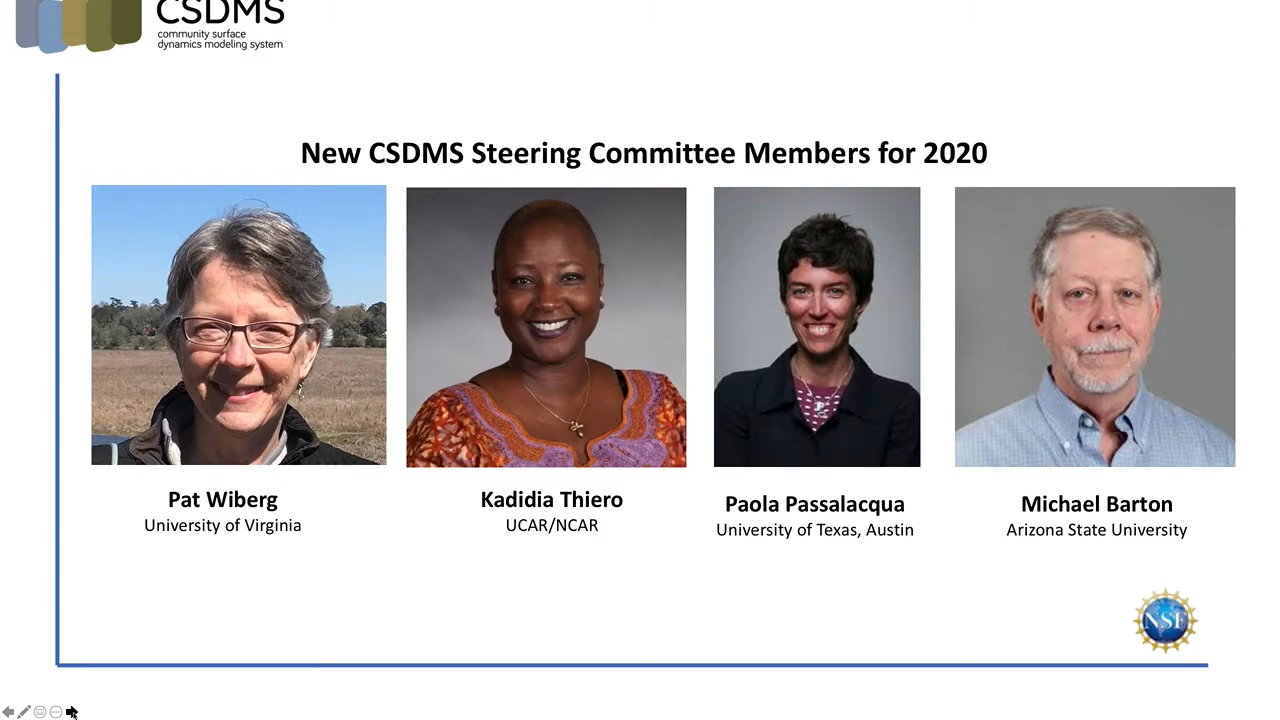 CSDMS
community surface
dynamics modeling system
New CSDMS Steering Committee Members for 2020
Pat Wiberg
University of Virginia
Kadidia Thiero
UCAR/NCAR
Paola Passalacqua
University of Texas, Austin
Michael Barton
Arizona State University
NSF